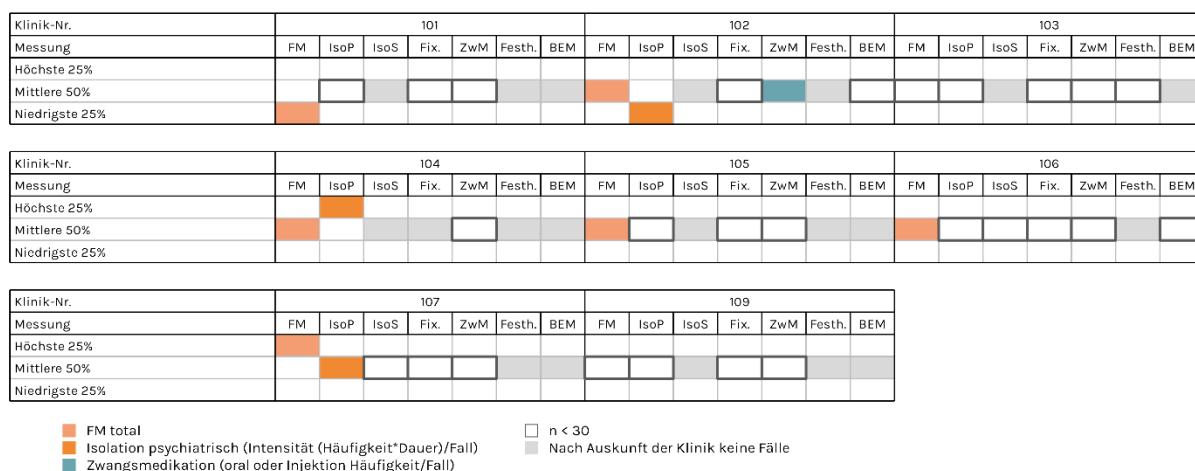 Klinik-Nr. 101 102 103
Messung FM IsoP IsoS Fix. ZwM Festh. BEM FM IsoP IsoS Fix. ZwM Festh. BEM FM IsoP IsoS Fix. ZwM Festh. BEM
Höchste 25%
Mittlere 50%
Niedrigste 25%
Klinik-Nr. 104 105 106
Messung FM IsoP IsoS Fix. ZwM Festh. BEM FM IsoP IsoS Fix. ZwM Festh. BEM FM IsoP IsoS Fix. ZwM Festh. BEM
Höchste 25%
Mittlere 50%
Niedrigste 25%
Klinik-Nr. 107 109
Messung FM IsoP IsoS Fix. ZwM Festh. BEM FM IsoP IsoS Fix. ZwM Festh. BEM
Höchste 25%
Mittlere 50%
Niedrigste 25%
FM total
Isolation psychiatrisch (Intensität (Häufigkeit*Dauer)/Fall)
Zwangsmedikation (oral oder Injektion Häufigkeit/Fall)
n < 30
Nach Auskunft der Klinik keine Fälle